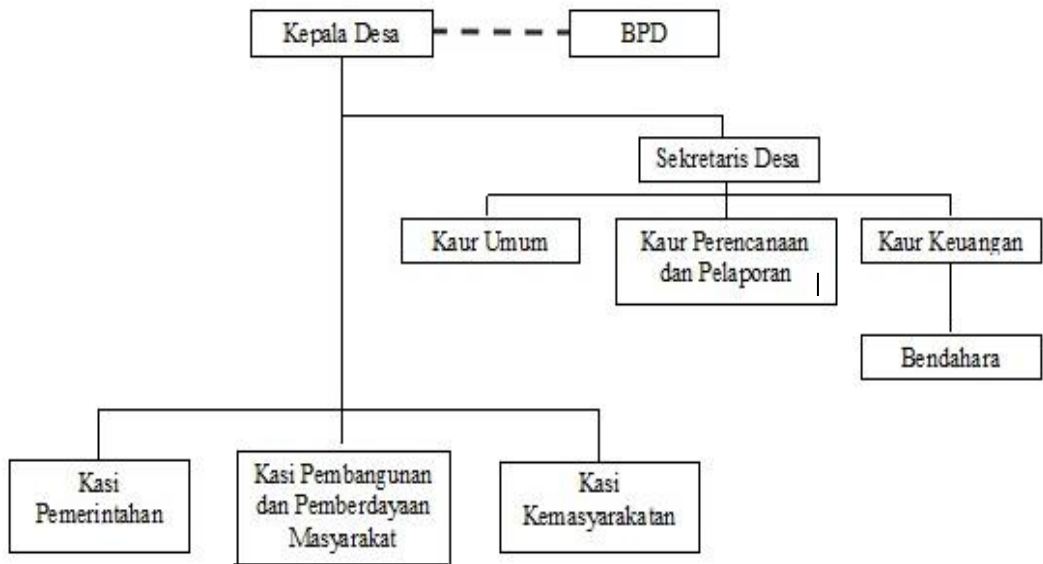 Kepala Desa
BPD
Sekretaris Desa
Kaur Umum
Kaur Perencanaan
dan Pelaporan
Kaur Keuangan
Bendahara
Kasi
Pemerintahan
Kasi Pembangunan
dan Pemberdayaan
Masyarakat
Kasi
Kemasyarakatan